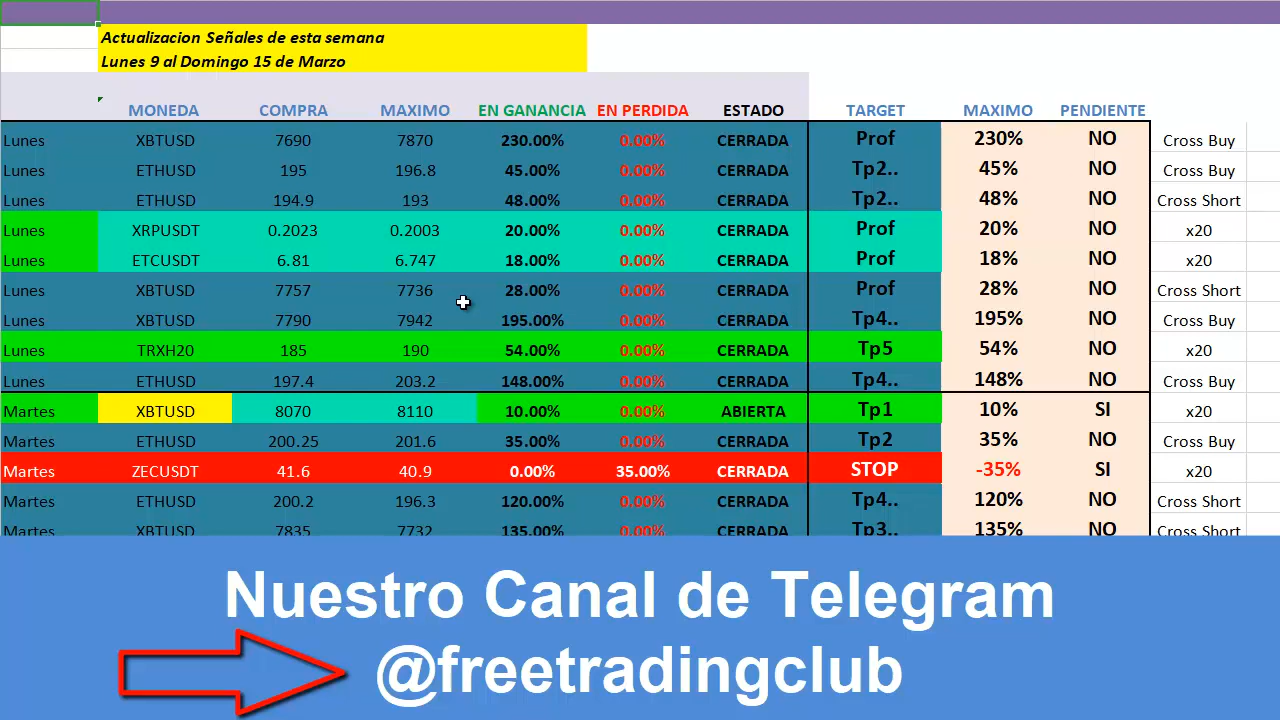 Actualizacion Señales de esta semana
Lunes 9 al Domingo 15 de Marzo
MONEDA COMPRA MAXIMO EN GANANCIA EN PERDIDA ESTADO TARGET MAXIMO PENDIENTE
Lunes XBTUSD 7690 7870 230.00% 0.00% CERRADA Prof 230% NO Cross Buy
Lunes ETHUSD 195 196.8 45.00% 0.00% CERRADA Tp2.. 45% NO Cross Buy
Lunes ETHUSD 194.9 193 48.00% 0.00% CERRADA Tp2.. 48% NO Cross Short
Lunes XRPUSDT 0.2023 0.2003 20.00% 0.00% CERRADA Prof 20% NO x20
Lunes ETCUSDT 6.81 6.747 18.00% 0.00% CERRADA Prof 18% NO x20
Lunes XBTUSD 7757 7736 28.00% 0.00% CERRADA Prof 28% NO Cross Short
Lunes XBTUSD 7790 7942 195.00% 0.00% CERRADA Tp4.. 195% NO Cross Buy
Lunes TRXH20 185 190 54.00% 0.00% CERRADA Tp5 54% NO x20
Lunes ETHUSD 197.4 203.2 148.00% 0.00% CERRADA Tp4.. 148% NO Cross Buy
Martes XBTUSD 8070 8110 10.00% 0.00% ABIERTA Tp1 10% SI x20
Martes ETHUSD 200.25 201.6 35.00% 0.00% CERRADA Tp2 35% NO Cross Buy
Martes ZECUSDT 41.6 40.9 0.00% 35.00% CERRADA STOP -35% SI x20
Martes ETHUSD 200.2 196.3 120.00% 0.00% CERRADA Tp4.. 120% NO Cross Short
Martes XBTUSD 7835 7732 135.00% 0.00% CERRADA Tp3.. 135% NO Cross Short
Nuestro Canal de Telegram
@freetradingclub